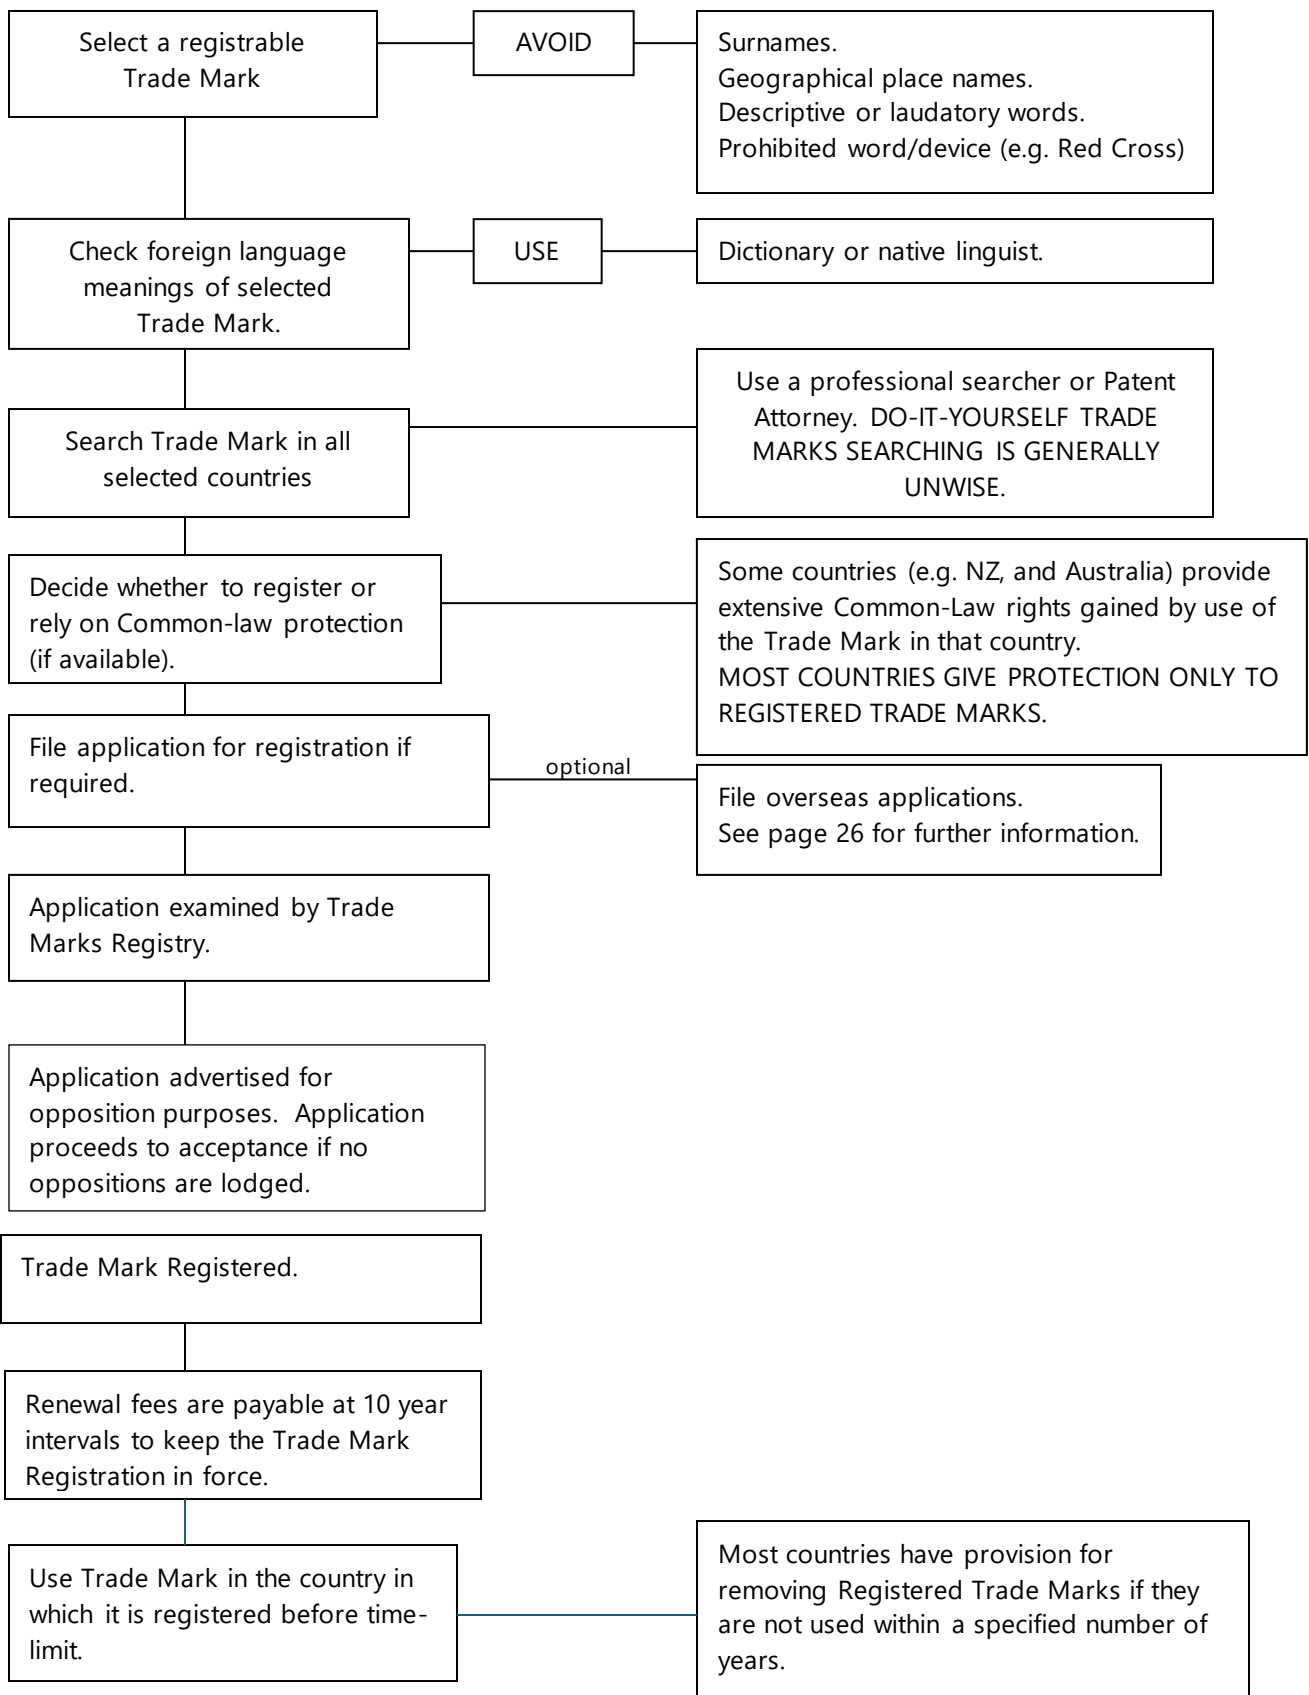 Select a registrable
Trade Mark
AVOID
Surnames.
Geographical place names.
Descriptive or laudatory words.
Prohibited word/device (e.g. Red Cross)
Check foreign language
meanings of selected
Trade Mark.
USE
Dictionary or native linguist.
Search Trade Mark in all
selected countries
Use a professional searcher or Patent
Attorney. DO-IT-YOURSELF TRADE
MARKS SEARCHING IS GENERALLY
UNWISE.
Decide whether to register or
rely on Common-law protection
(if available).
Some countries (e.g. NZ, and Australia) provide
extensive Common-Law rights gained by use of
the Trade Mark in that country.
MOST COUNTRIES GIVE PROTECTION ONLY TO
REGISTERED TRADE MARKS.
File application for registration if
required.
optional
File overseas applications.
See page 26 for further information.
Application examined by Trade
Marks Registry.
Application advertised for
opposition purposes.  Application
proceeds to acceptance if no
oppositions are lodged.
Trade Mark Registered.
Renewal fees are payable at 10 year
intervals to keep the Trade Mark
Registration in force.
Use Trade Mark in the country in
which it is registered before time-
limit.
Most countries have provision for
removing Registered Trade Marks if they
are not used within a specified number of
years.